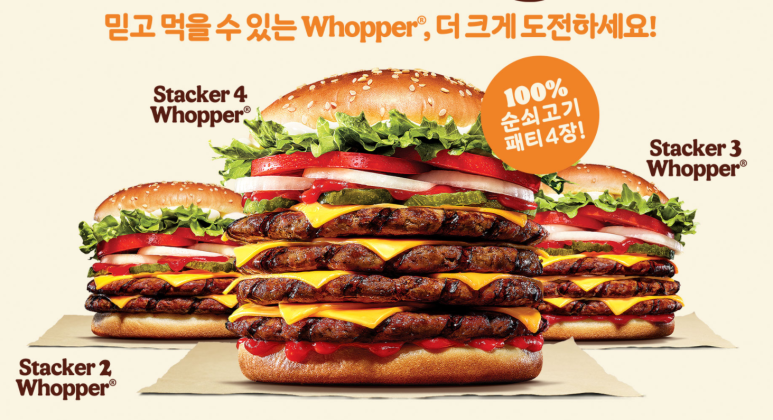 믿고 먹을 수 있는 Whopper®, 더 크게 도전하세요!
Stacker 4
Whopper®
100%
순쇠고기
패티 4장!
Stacker 3
Whopper®
Stacker 2
Whopper®